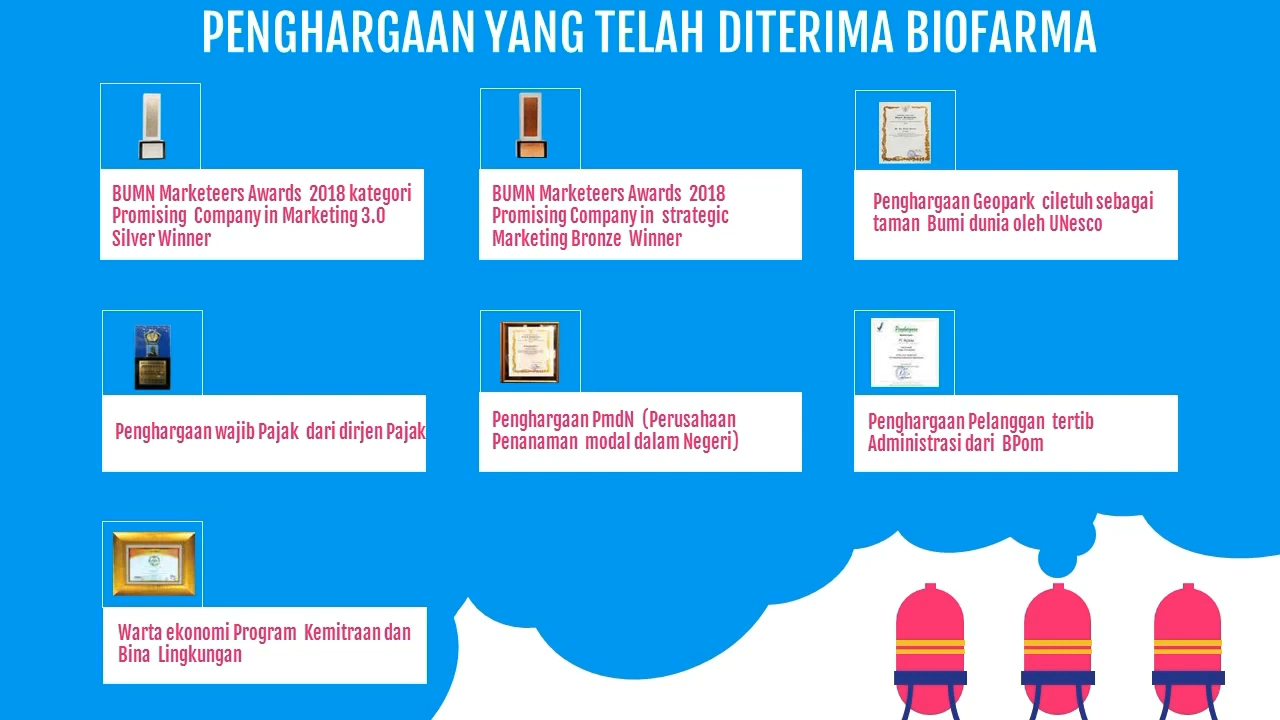 PENGHARGAAN YANG TELAH DITERIMA BIOFARMA
BUMN Marketeers Awards 2018 kategori
Promising Company in Marketing 3.0
Silver Winner
BUMN Marketeers Awards 2018
Promising Company in strategic
Marketing Bronze Winner
Penghargaan Geopark ciletuh sebagai
taman Bumi dunia oleh UNesco
Penghargaan wajib Pajak dari dirjen Pajak
Penghargaan PmdN (Perusahaan
Penanaman modal dalam Negeri)
Penghargaan
Penghargaan Pelanggan tertib
Administrasi dari BPom
Warta ekonomi Program Kemitraan dan
Bina Lingkungan